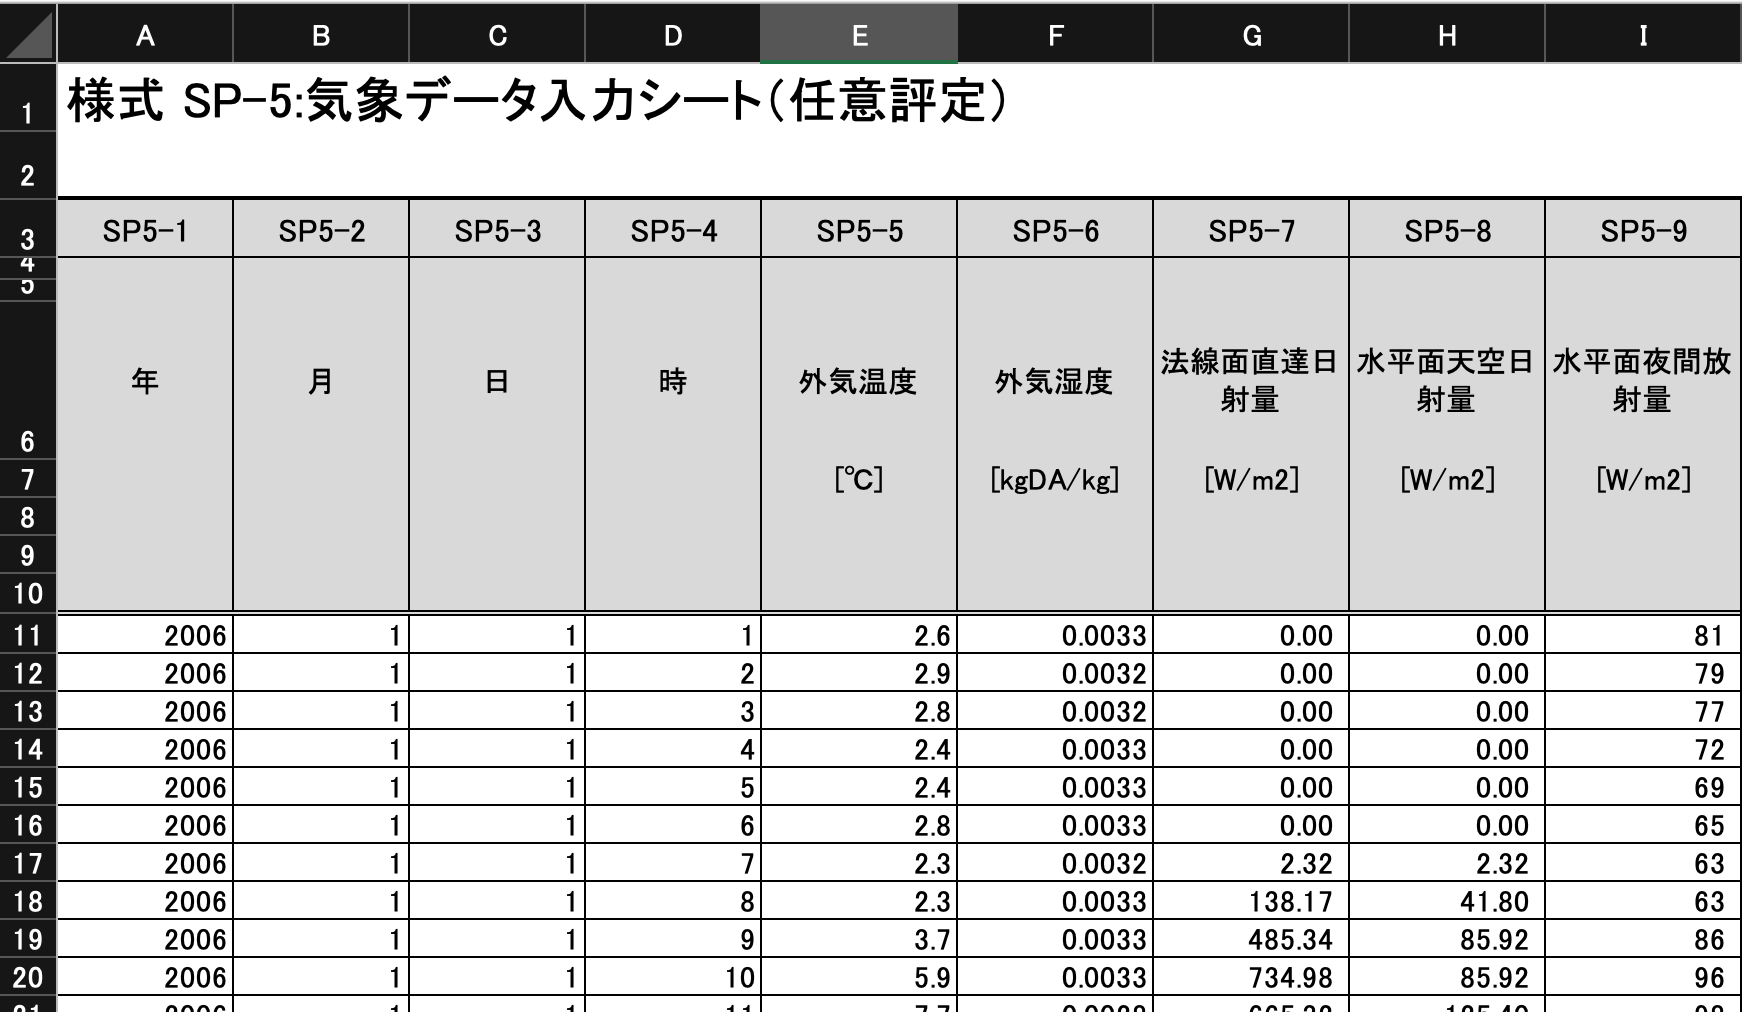 A B C D E F G H I
1 様式 SP-5:気象データ入力シート(任意評定)
2
3 SP5-1 SP5-2 SP5-3 SP5-4 SP5-5 SP5-6 SP5-7 SP5-8 SP5-9
4
5
年 月 日 時 外気温度 外気湿度 法線面直達日射量 水平面天空日射量 水平面夜間放射量
6
7 [℃] [kgDA/kg] [W/m2] [W/m2] [W/m2]
8
9
10
11 2006 1 1 1 2.6 0.0033 0.00 0.00 81
12 2006 1 1 2 2.9 0.0032 0.00 0.00 79
13 2006 1 1 3 2.8 0.0032 0.00 0.00 77
14 2006 1 1 4 2.4 0.0033 0.00 0.00 72
15 2006 1 1 5 2.4 0.0033 0.00 0.00 69
16 2006 1 1 6 2.8 0.0033 0.00 0.00 65
17 2006 1 1 7 2.3 0.0032 2.32 2.32 63
18 2006 1 1 8 2.3 0.0033 138.17 41.80 63
19 2006 1 1 9 3.7 0.0033 485.34 85.92 86
20 2006 1 1 10 5.9 0.0033 734.98 85.92 96
21 2006 1 1 11 7.7